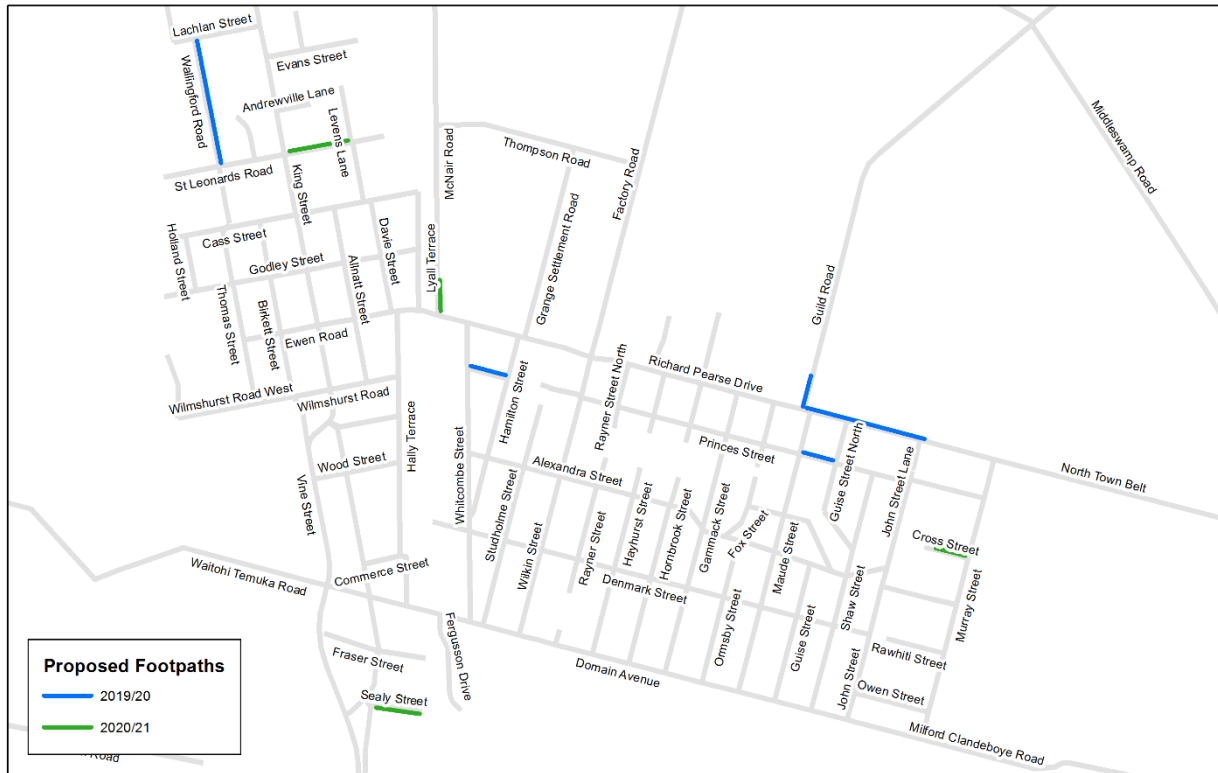 Lachlan Street
Evans Street
Wallingford Road
Andrewville Lane
Levens Lane
McNair Road
Thompson Road
Middleswamp Road
St Leonards Road
King Street
Factory Road
Holland Street
Cass Street
Davie Street
Lyall Terrace
Grange Settlement Road
Godley Street
Allnatt Street
Guild Road
Thomas Street
Birkett Street
Ewen Road
Richard Pearse Drive
Wilmshurst Road West
Wilmshurst Road
Hamilton Street
Rayner Street North
Hally Terrace
Whitcombe Street
Princes Street
Guise Street North
Wood Street
Alexandra Street
John Street Lane
North Town Belt
Vine Street
Studholme Street
Wilkin Street
Rayner Street
Hayhurst Street
Hornbrook Street
Gammack Street
Fox Street
Maude Street
Cross Street
Waitohi Temuka Road
Commerce Street
Denmark Street
Shaw Street
Murray Street
Fergusson Drive
Ormsby Street
Guise Street
Rawhiti Street
Fraser Street
Domain Avenue
John Street
Owen Street
Sealy Street
Milford Clandeboye Road
Proposed Footpaths
2019/20
2020/21
Road